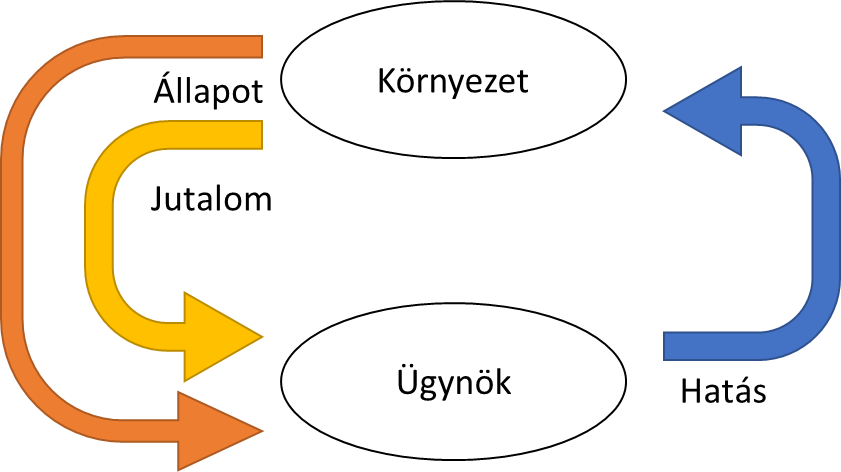 Környezet
Állapot
Jutalom
Ügynök
Hatás